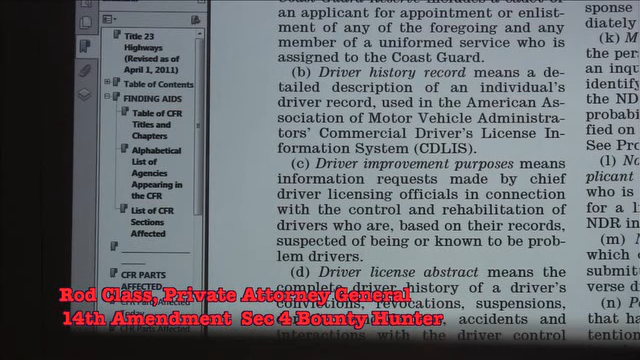 Title 23
Highways
(Revised as of
April 1, 2011)
Table of Contents
FINDING AIDS
Table of CFR
Titles and
Chapters
Alphabetical
List of
Agencies
Appearing in
the CFR
List of CFR
Sections
Affected
CFR PARTS
AFFECTED
an applicant for appointment or enlist-
ment of any of the foregoing and any
member of a uniformed service who is
assigned to the Coast Guard.
(b) Driver history record means a de-
tailed description of an individual's
driver record, used in the American As-
sociation of Motor Vehicle Administra-
tors' Commercial Driver's License In-
formation System (CDLIS).
(c) Driver improvement purposes means
information requests made by chief
driver licensing officials in connection
with the control and rehabilitation of
drivers who are, based on their records,
suspected of being or known to be prob-
lem drivers.
(d) Driver license abstract means the
complete driver history of a driver's
convictions, revocations, suspensions,
accidents and
interactions with the driver control
sponse
diately
(k)
the per
an inqu
identify
the ND
probabi
fied on
See Pro
(l) No
plicant
who is
for a li
NDR in
(m)
which
submit
verse d
(n)
that ha
tention
Rod Class, Private Attorney General
14th Amendment Sec 4 Bounty Hunter